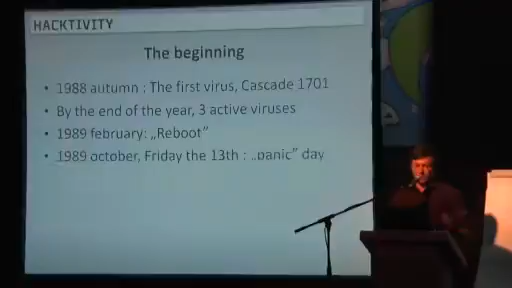 HACKTIVITY
The beginning
• 1988 autumn : The first virus, Cascade 1701
• By the end of the year, 3 active viruses
• 1989 february: „Reboot”
• 1989 october, Friday the 13th : „panic” day